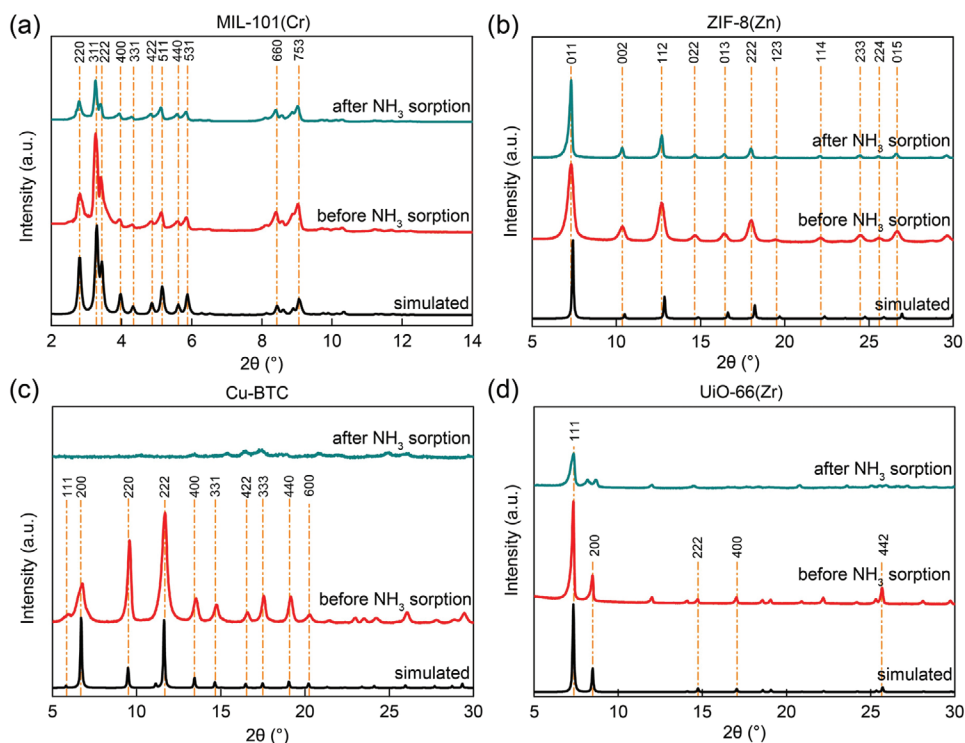 (a)
MIL-101(Cr)
220 311 222 400 331 422 511 440 531 660 753
after NH₃ sorption
before NH₃ sorption
simulated
Intensity (a.u.)
2 4 6 8 10 12 14
2θ (°)
(b)
ZIF-8(Zn)
011 002 112 022 013 222 123 114 233 224 015
after NH₃ sorption
before NH₃ sorption
simulated
Intensity (a.u.)
5 10 15 20 25 30
2θ (°)
(c)
Cu-BTC
after NH₃ sorption
111 200 220 222 400 331 422 333 440 600
before NH₃ sorption
simulated
Intensity (a.u.)
5 10 15 20 25 30
2θ (°)
(d)
UiO-66(Zr)
111
after NH₃ sorption
200 222 400 442
before NH₃ sorption
simulated
Intensity (a.u.)
5 10 15 20 25 30
2θ (°)